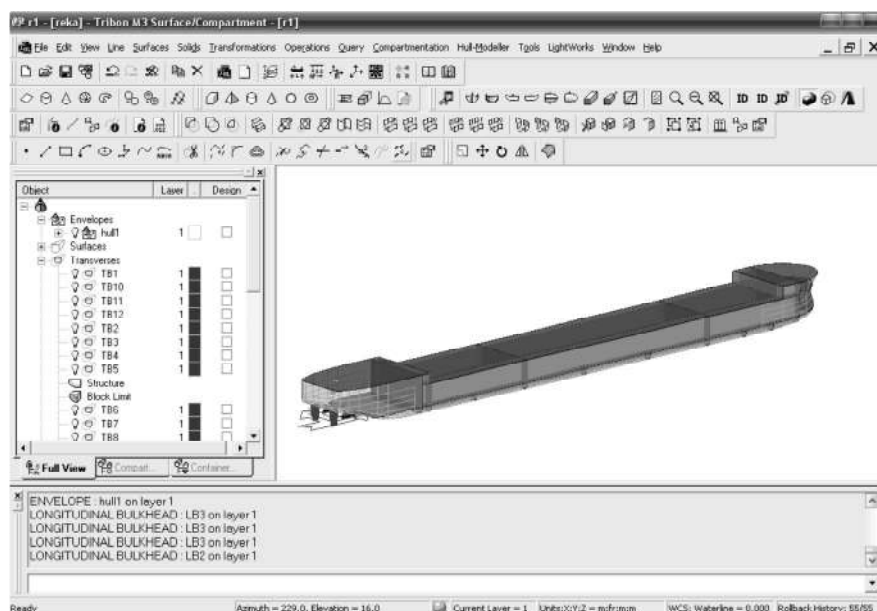 r1 - [reka] - Tribon M3 Surface/Compartment - [r1]
File Edit View Line Surfaces Solids Transformations Operations Query Compartmentation Hull-Modeller Tools LightWorks Window Help
ID ID
Object Layer . Design
Envelopes
hull1 1
Surfaces
Transverses
TB1 1
TB10 1
TB11 1
TB12 1
TB2 1
TB3 1
TB4 1
TB5 1
Structure
Block Limit
TB6 1
TB7 1
TB8 1
Full View Compart... Container...
ENVELOPE : hull1 on layer 1
LONGITUDINAL BULKHEAD : LB3 on layer 1
LONGITUDINAL BULKHEAD : LB3 on layer 1
LONGITUDINAL BULKHEAD : LB3 on layer 1
LONGITUDINAL BULKHEAD : LB2 on layer 1
Ready Azimuth = 229.0, Elevation = 16.0 Current Layer = 1 Units:X:Y:Z = m:fr:m:m WCS: Waterline = 0.000 Rollback History: 55/55